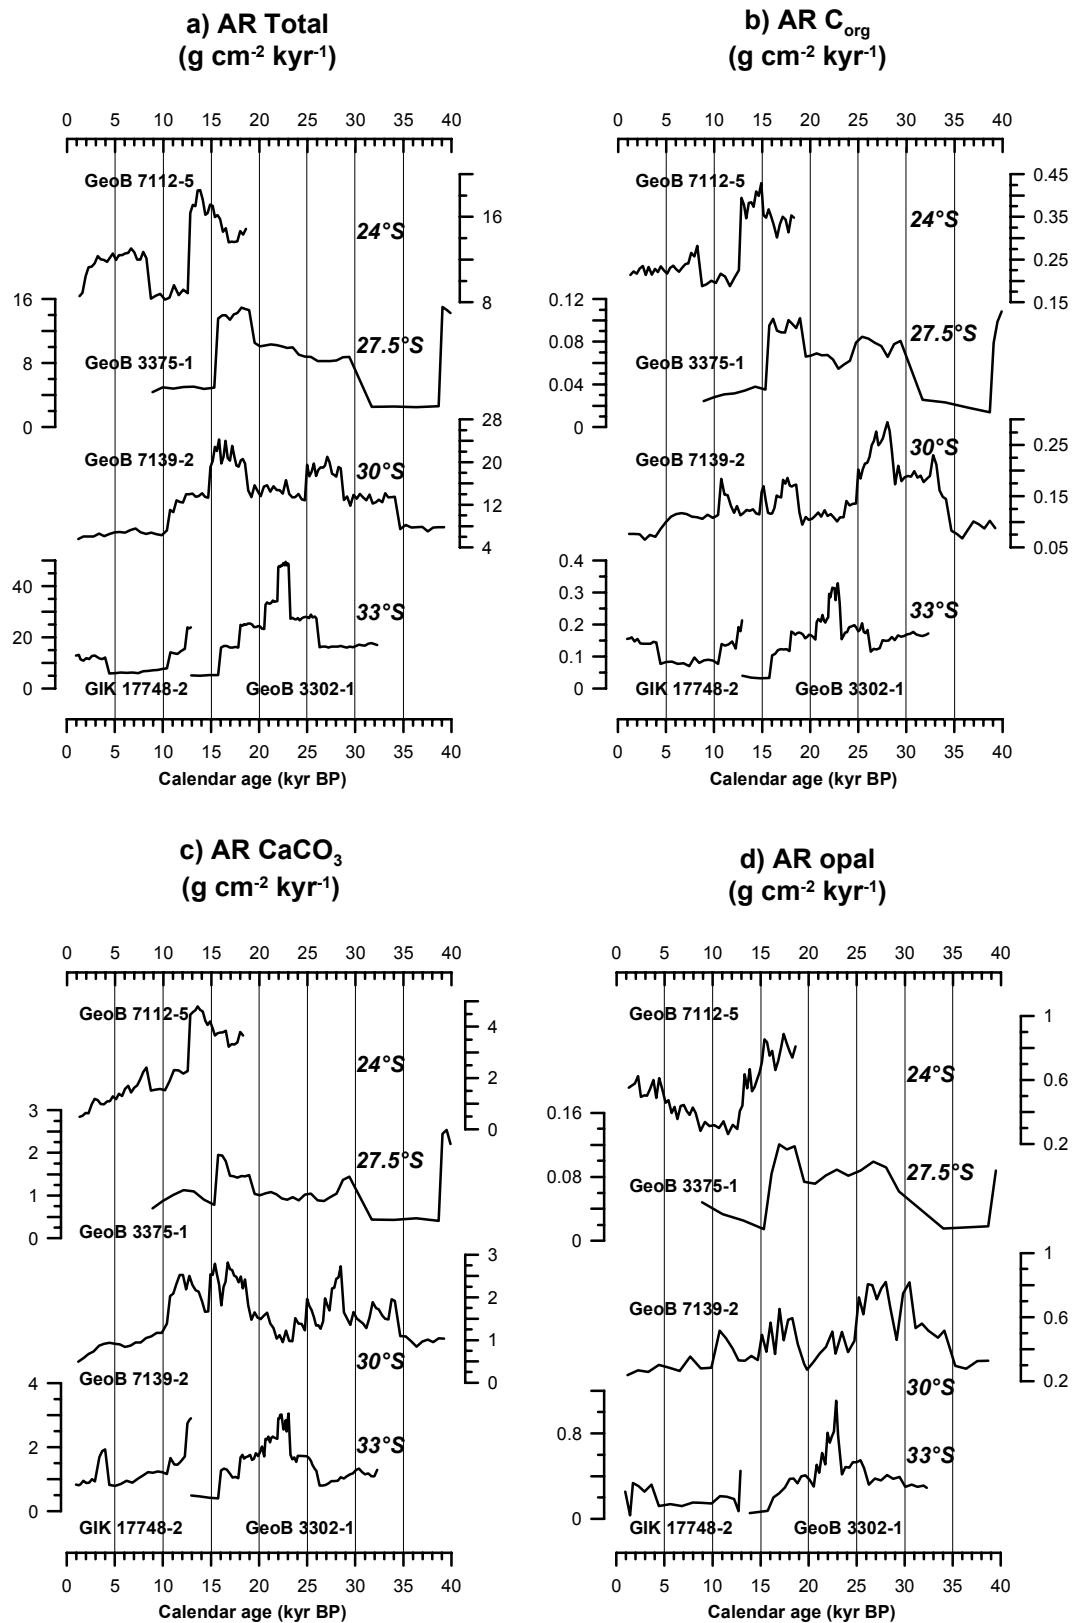 a) AR Total
(g cm-2 kyr-1)
0 5 10 15 20 25 30 35 40
GeoB 7112-5
24°S
16
8
16
8
0
27.5°S
GeoB 3375-1
28
20
12
4
GeoB 7139-2
30°S
40
20
0
33°S
GIK 17748-2
GeoB 3302-1
0 5 10 15 20 25 30 35 40
Calendar age (kyr BP)
b) AR Corg
(g cm-2 kyr-1)
0 5 10 15 20 25 30 35 40
GeoB 7112-5
24°S
0.45
0.35
0.25
0.15
0.12
0.08
0.04
0
27.5°S
GeoB 3375-1
0.25
0.15
0.05
30°S
GeoB 7139-2
0.4
0.3
0.2
0.1
0
33°S
GIK 17748-2
GeoB 3302-1
0 5 10 15 20 25 30 35 40
Calendar age (kyr BP)
c) AR CaCO3
(g cm-2 kyr-1)
0 5 10 15 20 25 30 35 40
GeoB 7112-5
24°S
4
2
0
3
2
1
0
27.5°S
GeoB 3375-1
3
2
1
0
30°S
GeoB 7139-2
4
2
0
33°S
GIK 17748-2
GeoB 3302-1
0 5 10 15 20 25 30 35 40
Calendar age (kyr BP)
d) AR opal
(g cm-2 kyr-1)
0 5 10 15 20 25 30 35 40
GeoB 7112-5
24°S
1
0.6
0.2
0.16
0.08
0
27.5°S
GeoB 3375-1
1
0.6
0.2
GeoB 7139-2
30°S
0.8
0.4
0
33°S
GIK 17748-2
GeoB 3302-1
0 5 10 15 20 25 30 35 40
Calendar age (kyr BP)